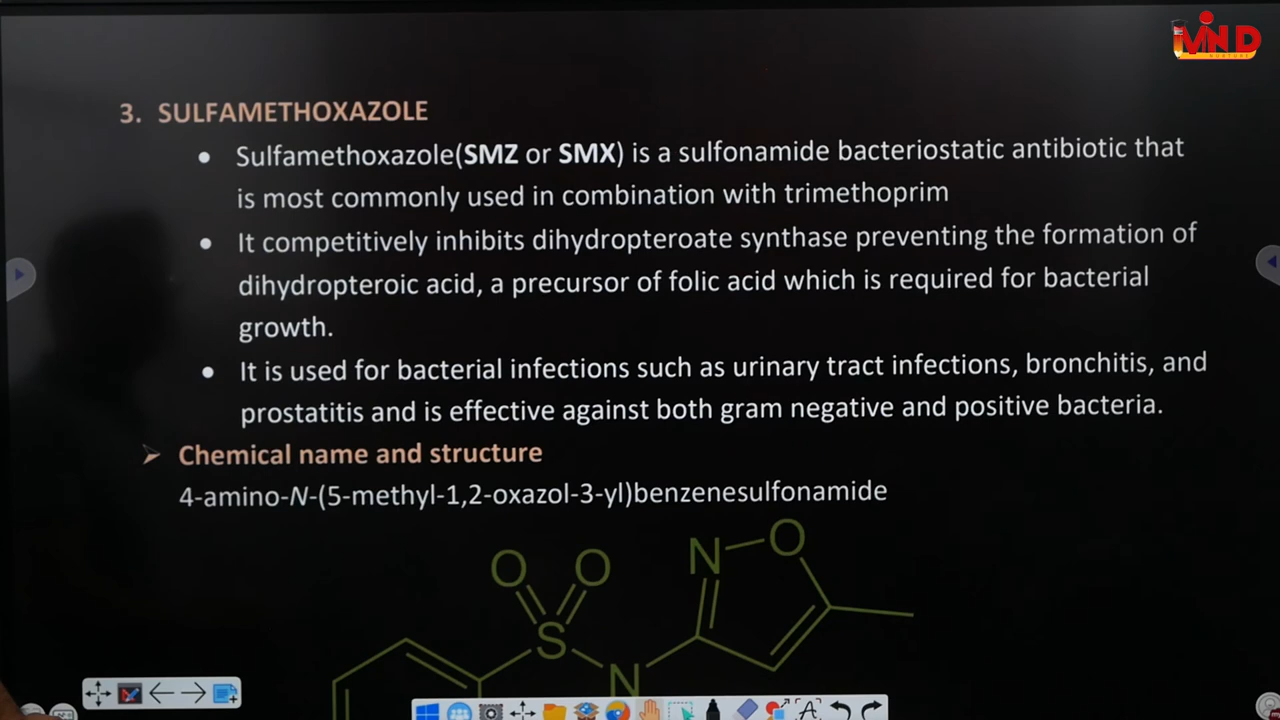 MIND
3. SULFAMETHOXAZOLE
• Sulfamethoxazole(SMZ or SMX) is a sulfonamide bacteriostatic antibiotic that
is most commonly used in combination with trimethoprim
• It competitively inhibits dihydropteroate synthase preventing the formation of
dihydropteroic acid, a precursor of folic acid which is required for bacterial
growth.
• It is used for bacterial infections such as urinary tract infections, bronchitis, and
prostatitis and is effective against both gram negative and positive bacteria.
➢ Chemical name and structure
4-amino-N-(5-methyl-1,2-oxazol-3-yl)benzenesulfonamide
N O
O O
S
N